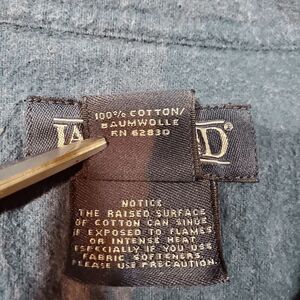 100% COTTON/
BAUMWOLLE
RN 62830
D®
NOTICE
THE RAISED SURFACE
OF COTTON CAN SINGE
IF EXPOSED TO FLAMES
OR INTENSE HEAT
ESPECIALLY IF YOU USE
FABRIC SOFTENERS.
PLEASE USE PRECAUTION.